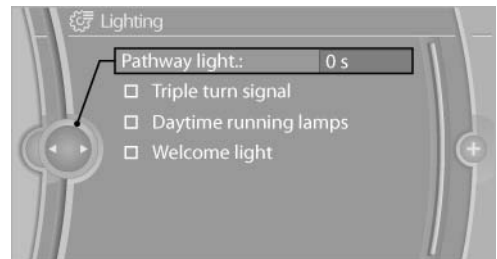 Lighting
Pathway light.: 0 s
Triple turn signal
Daytime running lamps
Welcome light